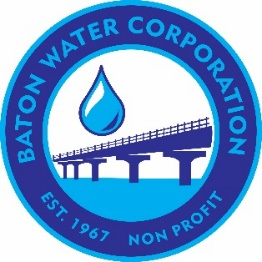 BATON WATER CORPORATION
EST. 1967 NON PROFIT